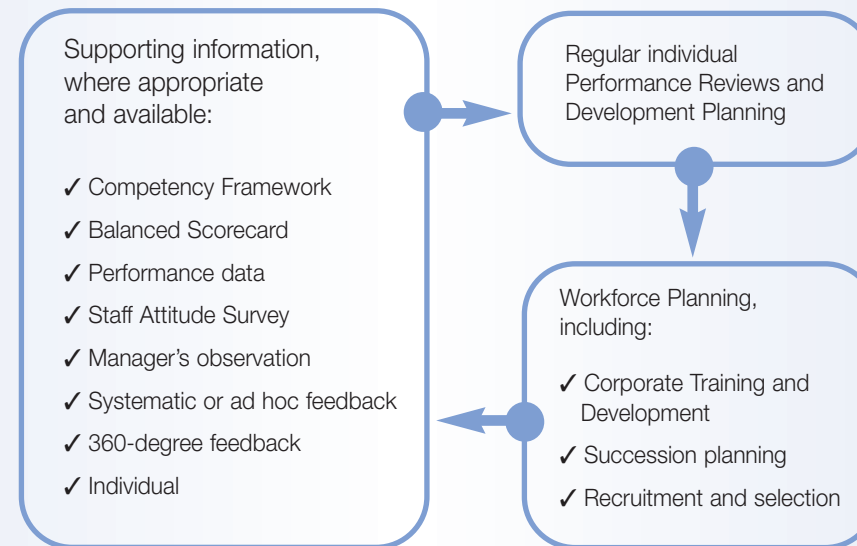 Supporting information,
where appropriate
and available:
✓ Competency Framework
✓ Balanced Scorecard
✓ Performance data
✓ Staff Attitude Survey
✓ Manager’s observation
✓ Systematic or ad hoc feedback
✓ 360-degree feedback
✓ Individual
Regular individual
Performance Reviews and
Development Planning
Workforce Planning,
including:
✓ Corporate Training and
Development
✓ Succession planning
✓ Recruitment and selection